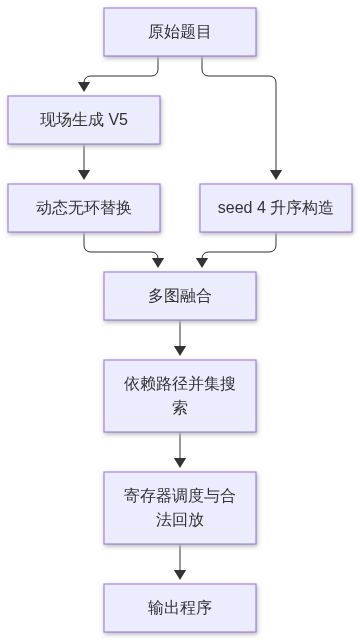 原始题目
现场生成 V5
动态无环替换
seed 4 升序构造
多图融合
依赖路径并集搜
索
寄存器调度与合
法回放
输出程序